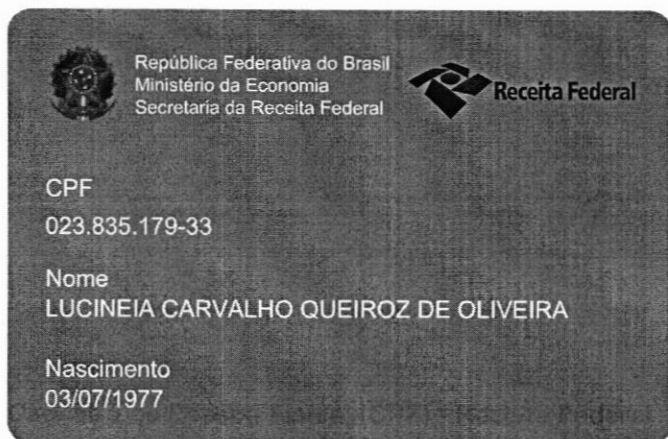 República Federativa do Brasil
Ministério da Economia
Secretaria da Receita Federal
Receita Federal
CPF
023.835.179-33
Nome
LUCINEIA CARVALHO QUEIROZ DE OLIVEIRA
Nascimento
03/07/1977